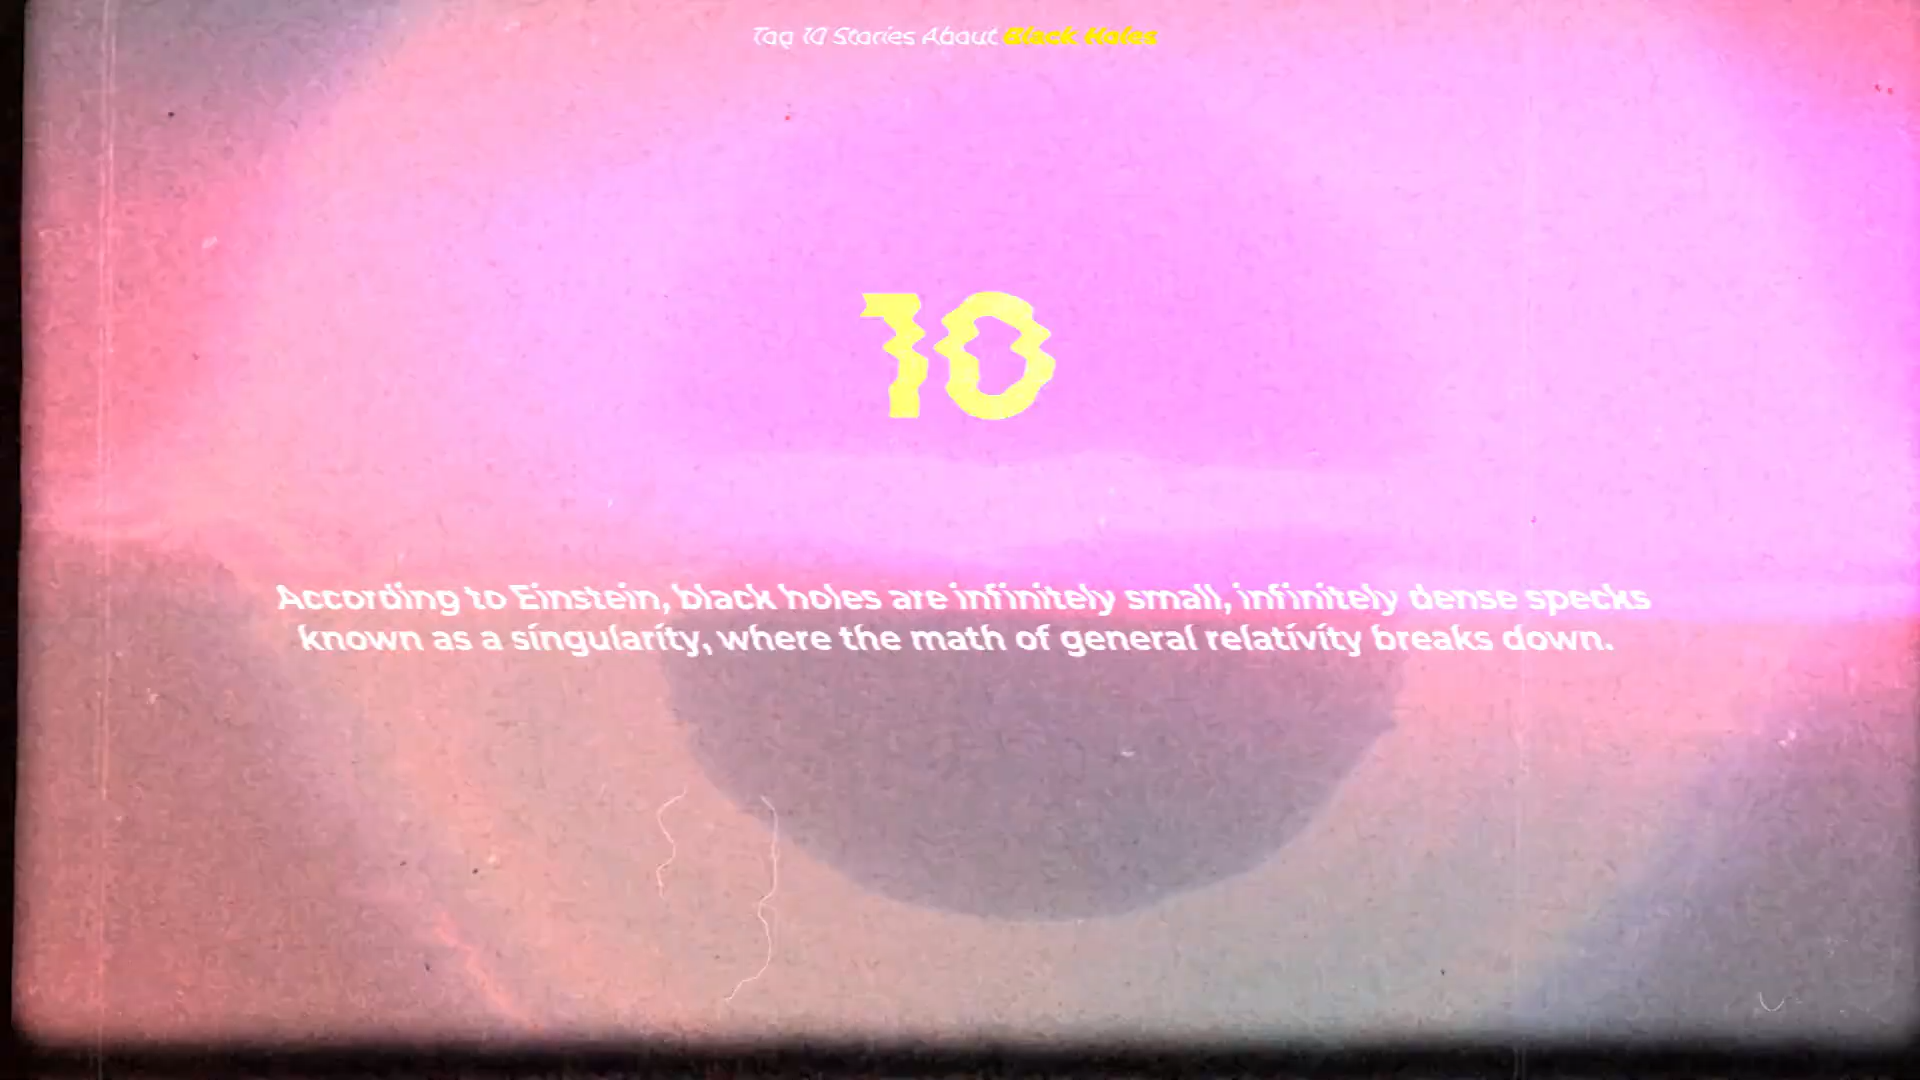 Top 10 Stories About Black Holes
10
According to Einstein, black holes are infinitely small, infinitely dense specks
known as a singularity, where the math of general relativity breaks down.